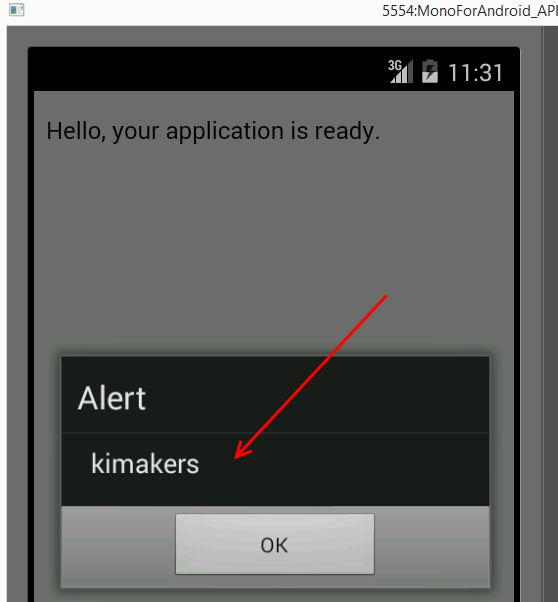 5554:MonoForAndroid_API
3G 11:31
Hello, your application is ready.
Alert
kimakers
OK